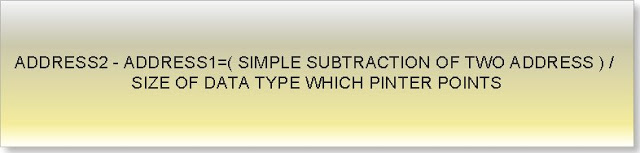 ADDRESS2 - ADDRESS1=( SIMPLE SUBTRACTION OF TWO ADDRESS ) /
SIZE OF DATA TYPE WHICH PINTER POINTS